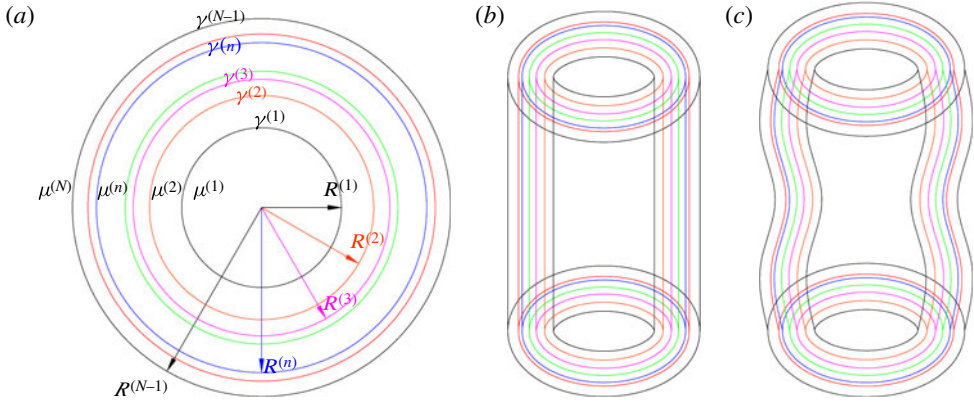 (a)
γ(N–1)
γ(n)
γ(3)
γ(2)
γ(1)
μ(N) μ(n) μ(2) μ(1)
R(1)
R(2)
R(3)
R(n)
R(N–1)
(b)
(c)